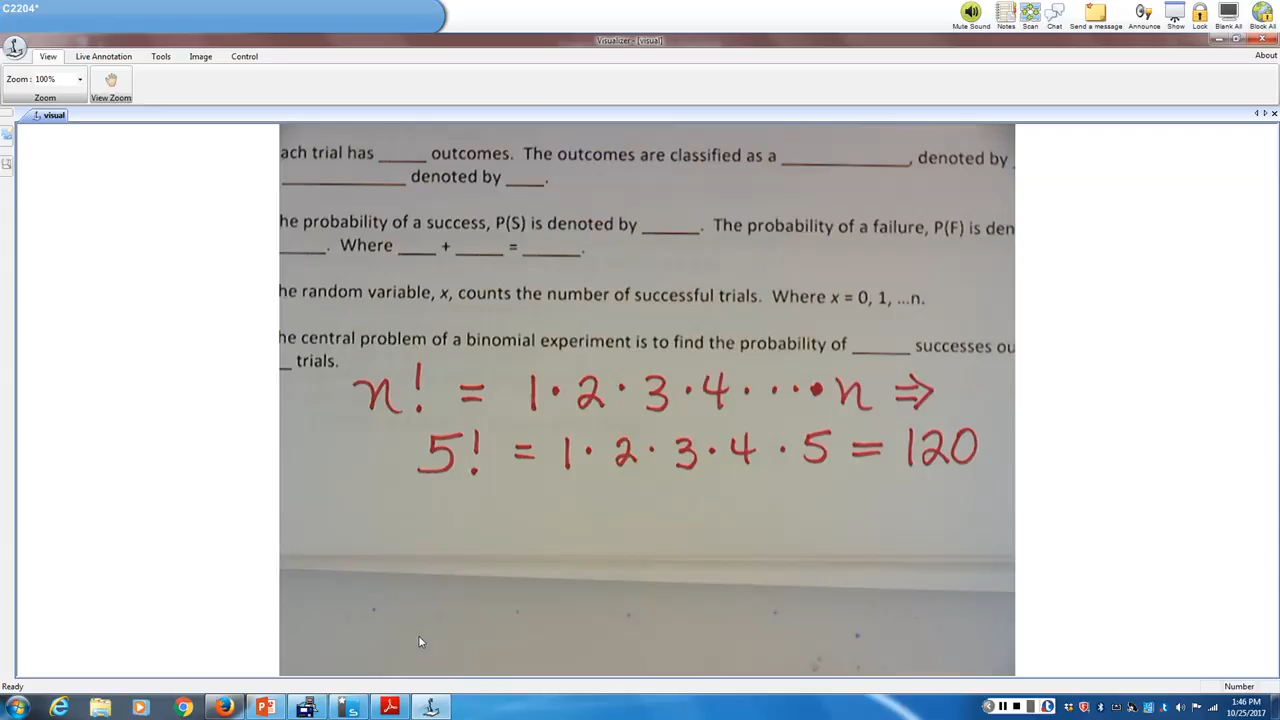 C2204*
Mute Sound Notes Scan Chat Send a message Announce Show Lock Blank All Block All
Visualizer - [visual]
View Live Annotation Tools Image Control About
Zoom : 100%
View Zoom
Zoom
visual
ach trial has _____ outcomes. The outcomes are classified as a ______________, denoted by
_____________ denoted by ____.
he probability of a success, P(S) is denoted by ______. The probability of a failure, P(F) is den
_____. Where ____ + _____ = ______.
he random variable, x, counts the number of successful trials. Where x = 0, 1, ...n.
he central problem of a binomial experiment is to find the probability of ______ successes ou
_ trials.
n! = 1 · 2 · 3 · 4 · · · • n ⇒
5! = 1 · 2 · 3 · 4 · 5 = 120
Ready Number
1:46 PM
10/25/2017